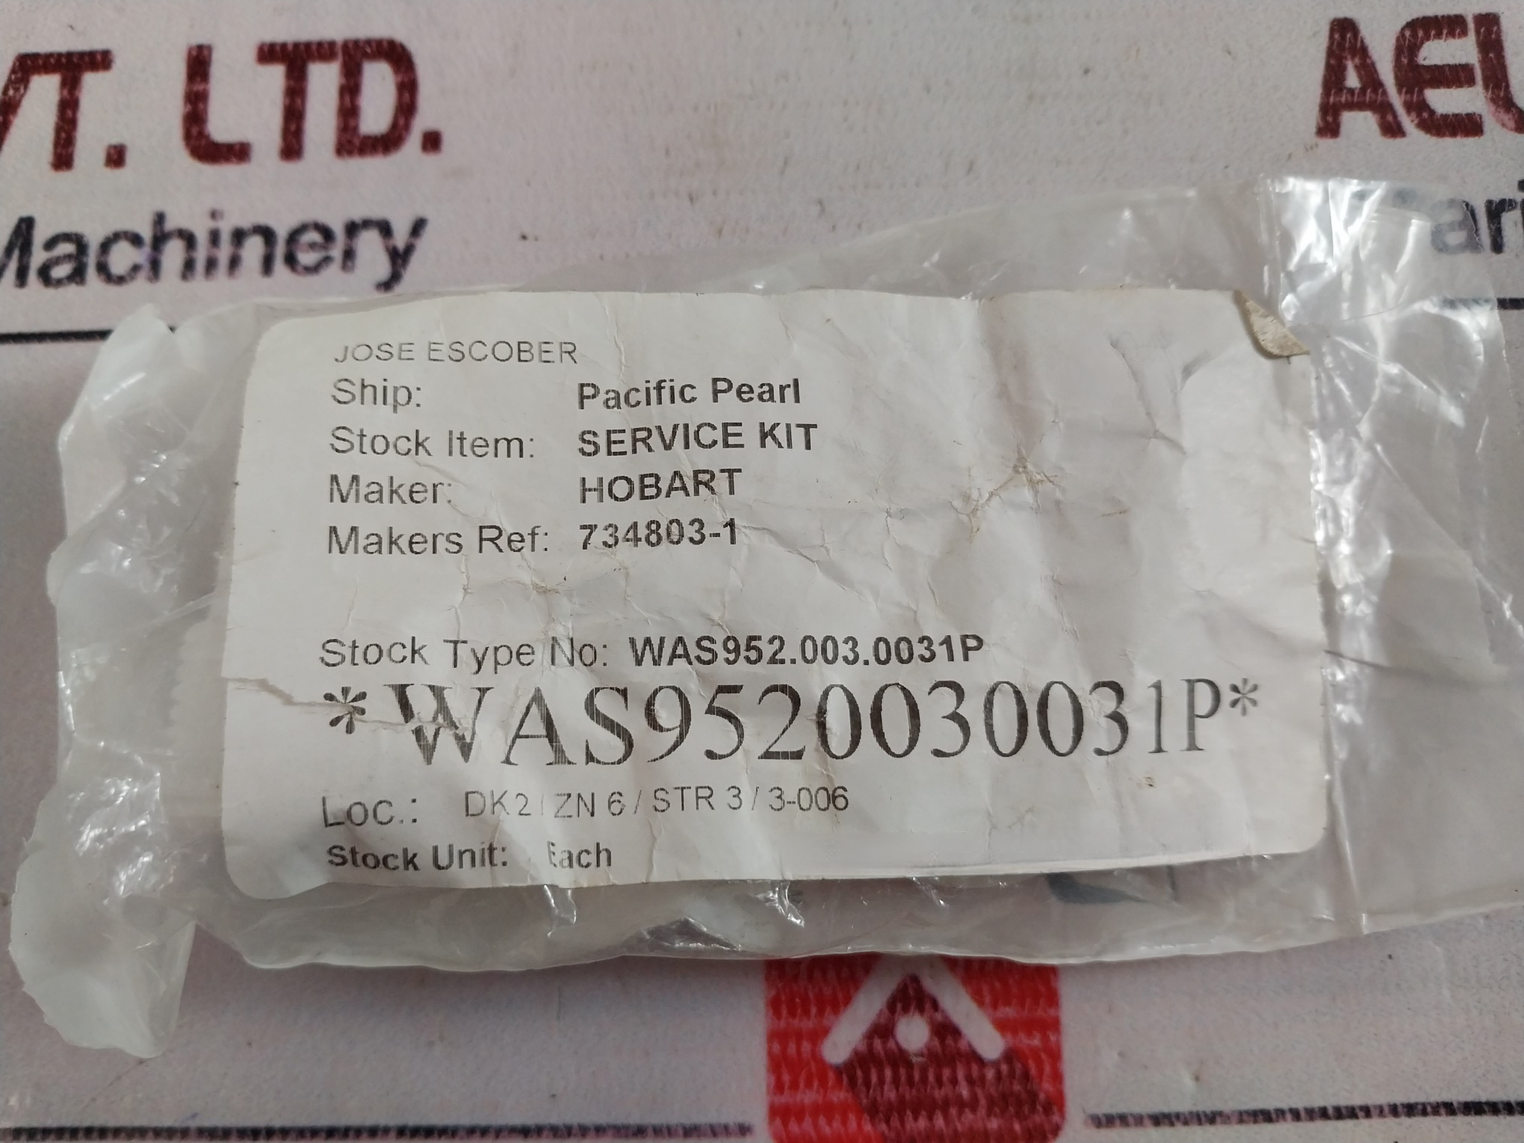 VT. LTD.
AEU
Machinery
ari
JOSE ESCOBER
Ship: Pacific Pearl
Stock Item: SERVICE KIT
Maker: HOBART
Makers Ref: 734803-1
Stock Type No: WAS952.003.0031P
*WAS9520030031P*
Loc.: DK2 / ZN 6 / STR 3 / 3-006
Stock Unit: Each